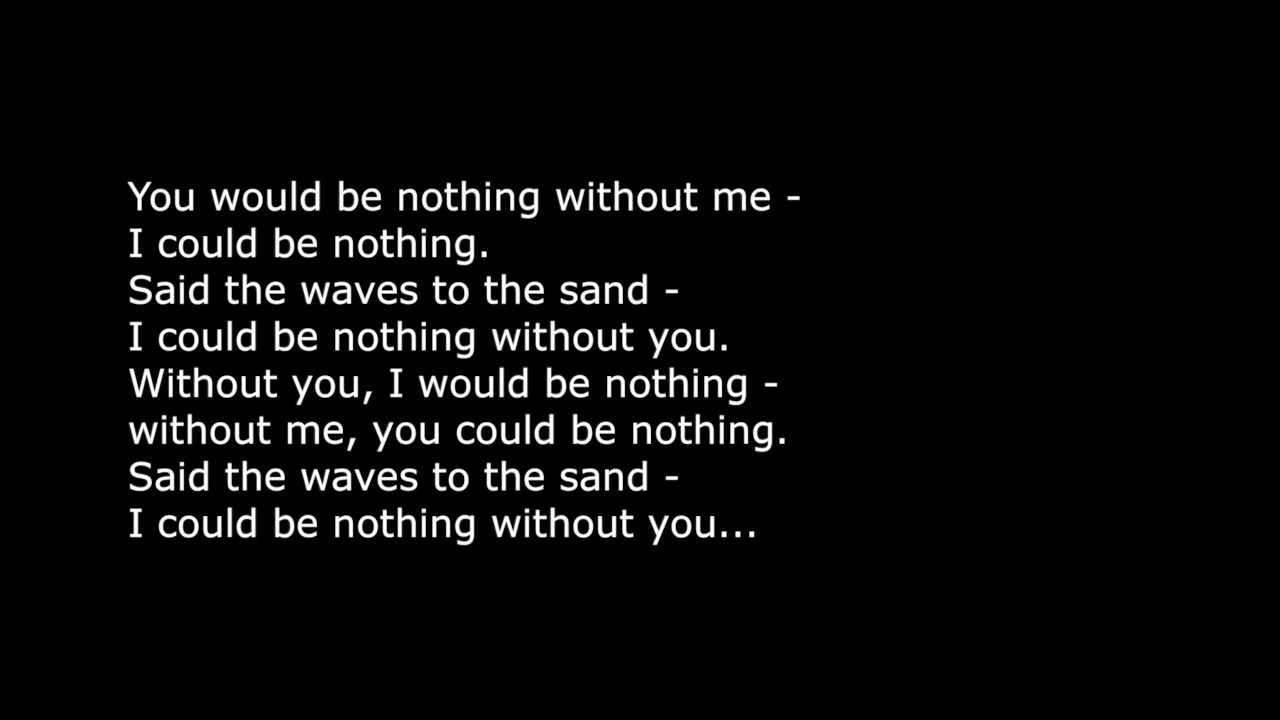 You would be nothing without me -
I could be nothing.
Said the waves to the sand -
I could be nothing without you.
Without you, I would be nothing -
without me, you could be nothing.
Said the waves to the sand -
I could be nothing without you...